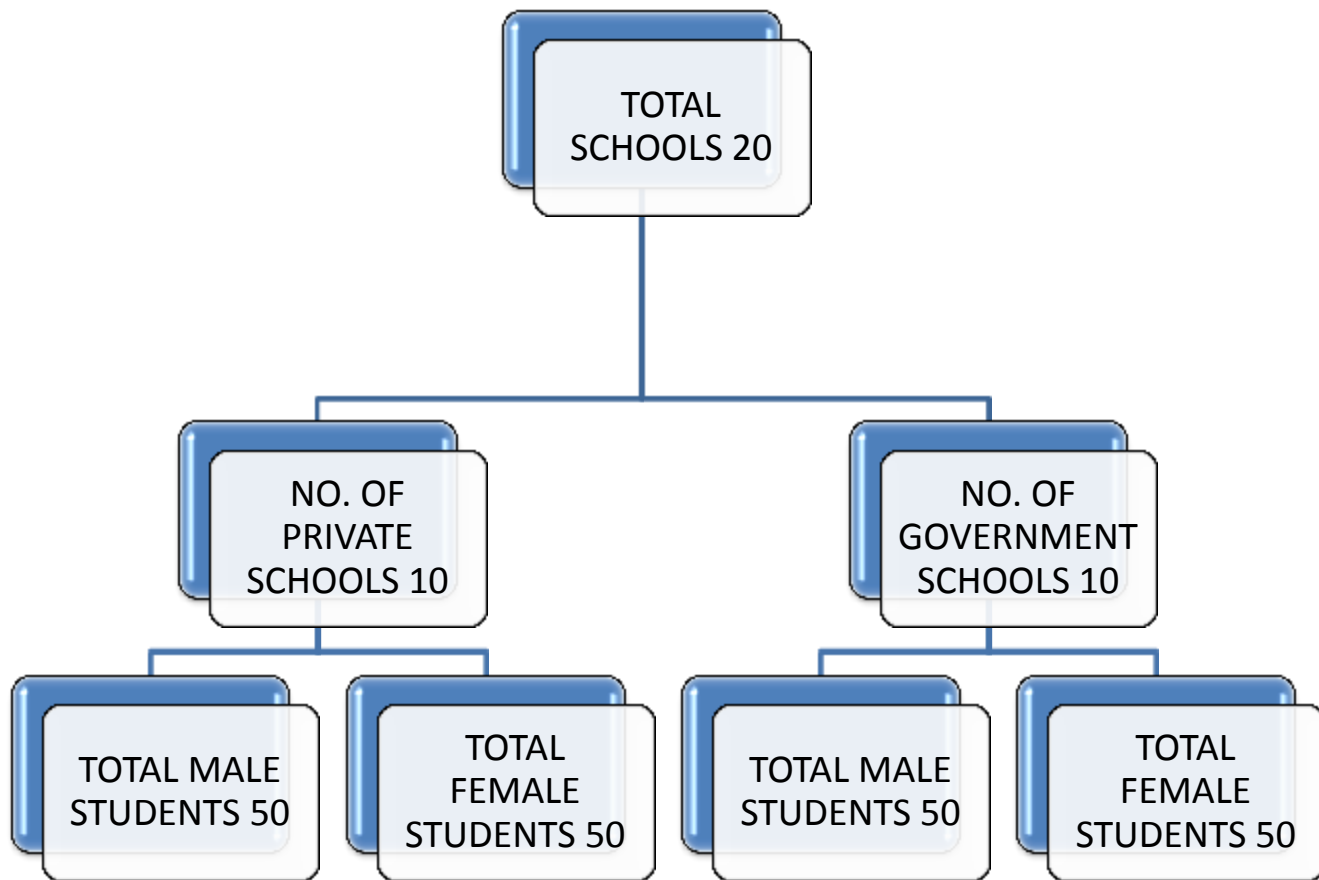 TOTAL
SCHOOLS 20
NO. OF
PRIVATE
SCHOOLS 10
NO. OF
GOVERNMENT
SCHOOLS 10
TOTAL MALE
STUDENTS 50
TOTAL
FEMALE
STUDENTS 50
TOTAL MALE
STUDENTS 50
TOTAL
FEMALE
STUDENTS 50